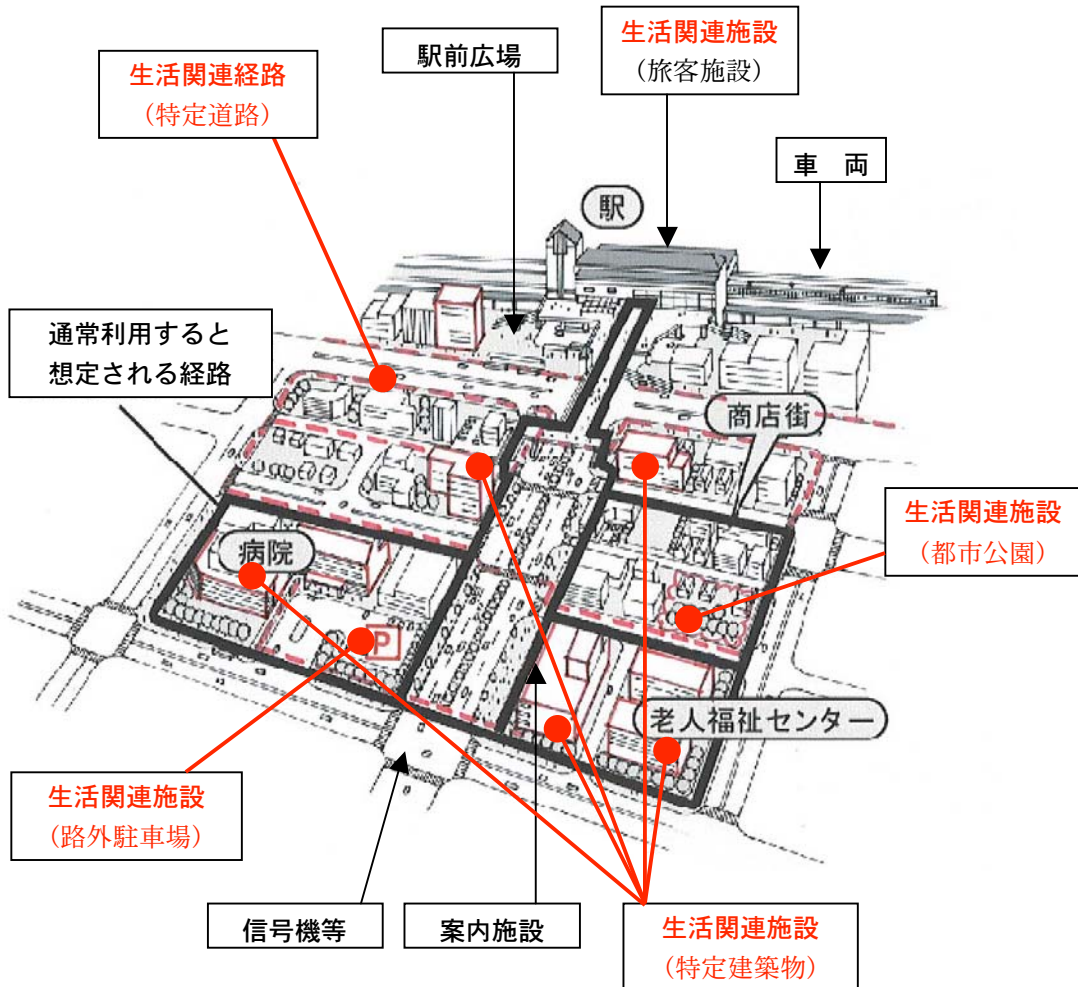 生活関連施設
(旅客施設)
駅前広場
生活関連経路
(特定道路)
車 両
駅
通常利用すると
想定される経路
商店街
生活関連施設
(都市公園)
病院
P
老人福祉センター
生活関連施設
(路外駐車場)
信号機等
案内施設
生活関連施設
(特定建築物)